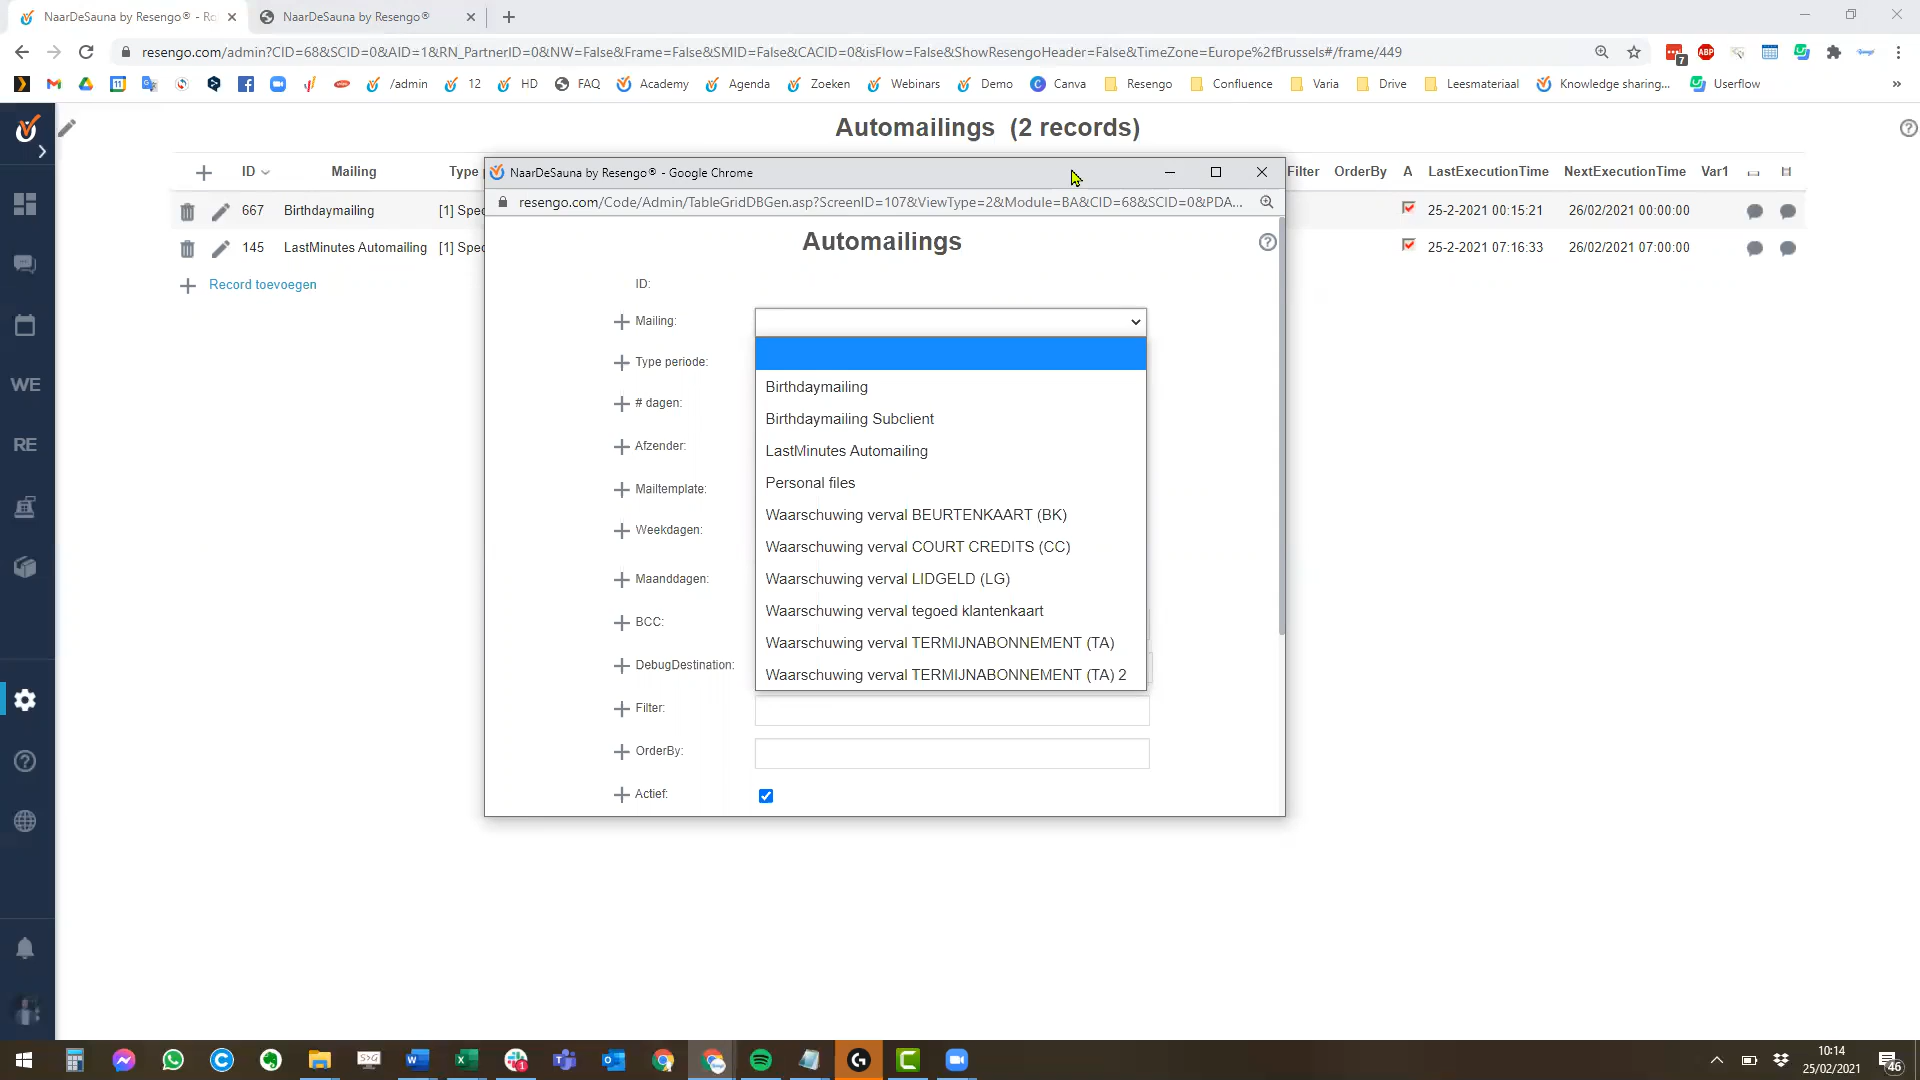 NaarDeSauna by Resengo® - Ro
NaarDeSauna by Resengo®
resengo.com/admin?CID=68&SCID=0&AID=1&RN_PartnerID=0&NW=False&Frame=False&SMID=False&CACID=0&isFlow=False&ShowResengoHeader=False&TimeZone=Europe%2fBrussels#/frame/449
7
ABP
/admin 12 HD FAQ Academy Agenda Zoeken Webinars Demo Canva Resengo Confluence Varia Drive Leesmateriaal Knowledge sharing... Userflow »
Automailings (2 records)
ID Mailing Type Filter OrderBy A LastExecutionTime NextExecutionTime Var1
667 Birthdaymailing [1] Spec 25-2-2021 00:15:21 26/02/2021 00:00:00
145 LastMinutes Automailing [1] Spec 25-2-2021 07:16:33 26/02/2021 07:00:00
Record toevoegen
WE
RE
NaarDeSauna by Resengo® - Google Chrome
resengo.com/Code/Admin/TableGridDBGen.asp?ScreenID=107&ViewType=2&Module=BA&CID=68&SCID=0&PDA...
Automailings
ID:
Mailing:
Type periode:
# dagen:
Afzender:
Mailtemplate:
Weekdagen:
Maanddagen:
BCC:
DebugDestination:
Filter:
OrderBy:
Actief:
Birthdaymailing
Birthdaymailing Subclient
LastMinutes Automailing
Personal files
Waarschuwing verval BEURTENKAART (BK)
Waarschuwing verval COURT CREDITS (CC)
Waarschuwing verval LIDGELD (LG)
Waarschuwing verval tegoed klantenkaart
Waarschuwing verval TERMIJNABONNEMENT (TA)
Waarschuwing verval TERMIJNABONNEMENT (TA) 2
10:14
25/02/2021
46